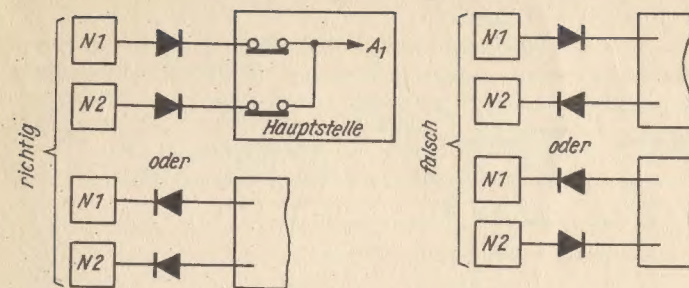 richtig
N1
A₁
N2
Hauptstelle
oder
N1
N2
falsch
N1
N2
oder
N1
N2